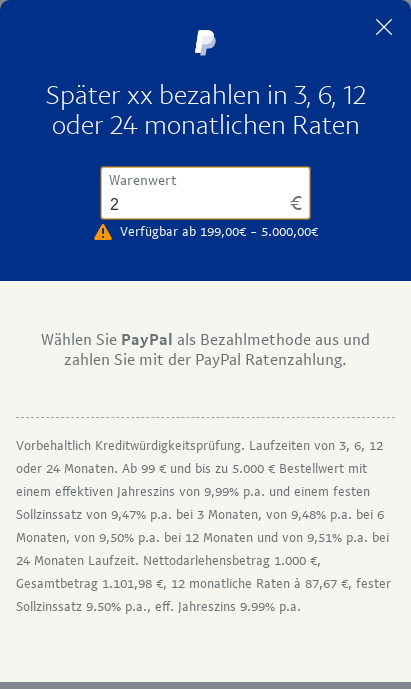 Später xx bezahlen in 3, 6, 12
oder 24 monatlichen Raten
Warenwert
2 €
Verfügbar ab 199,00€ – 5.000,00€
Wählen Sie PayPal als Bezahlmethode aus und
zahlen Sie mit der PayPal Ratenzahlung.
Vorbehaltlich Kreditwürdigkeitsprüfung. Laufzeiten von 3, 6, 12
oder 24 Monaten. Ab 99 € und bis zu 5.000 € Bestellwert mit
einem effektiven Jahreszins von 9,99% p.a. und einem festen
Sollzinssatz von 9,47% p.a. bei 3 Monaten, von 9,48% p.a. bei 6
Monaten, von 9,50% p.a. bei 12 Monaten und von 9,51% p.a. bei
24 Monaten Laufzeit. Nettodarlehensbetrag 1.000 €,
Gesamtbetrag 1.101,98 €, 12 monatliche Raten à 87,67 €, fester
Sollzinssatz 9.50% p.a., eff. Jahreszins 9.99% p.a.